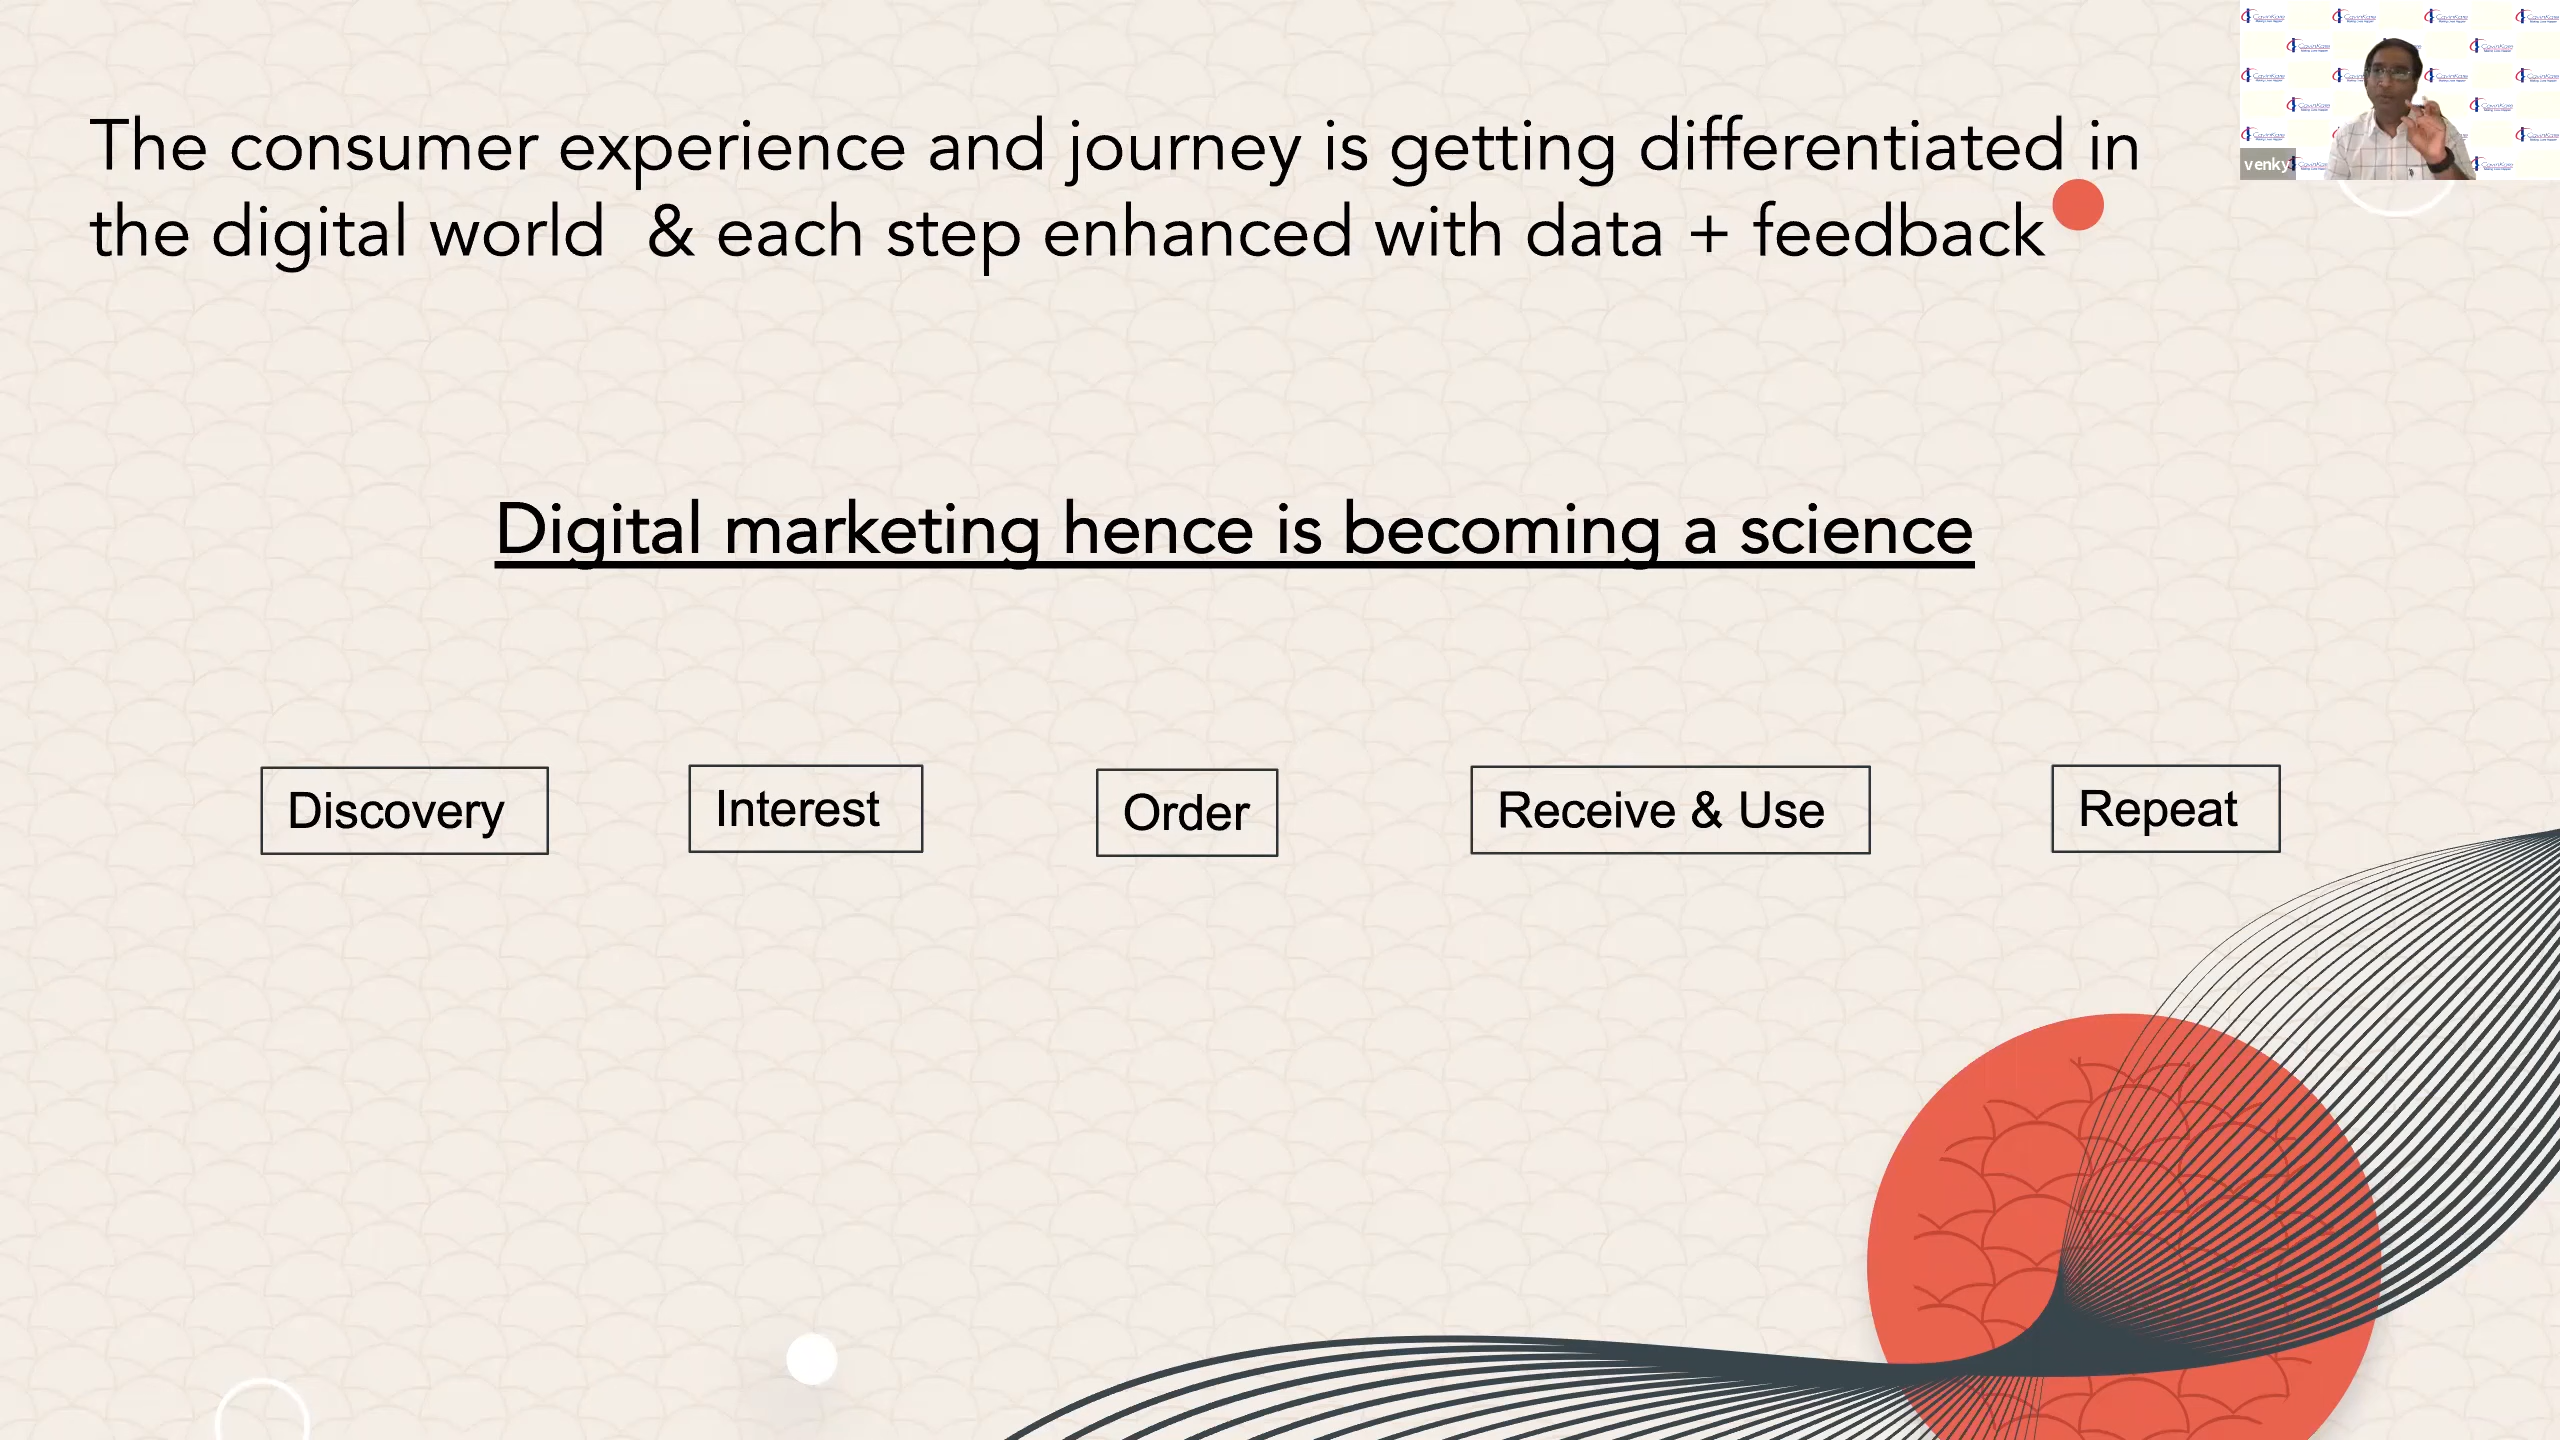 The consumer experience and journey is getting differentiated in
the digital world & each step enhanced with data + feedback
Digital marketing hence is becoming a science
Discovery
Interest
Order
Receive & Use
Repeat
venky
CavinKare